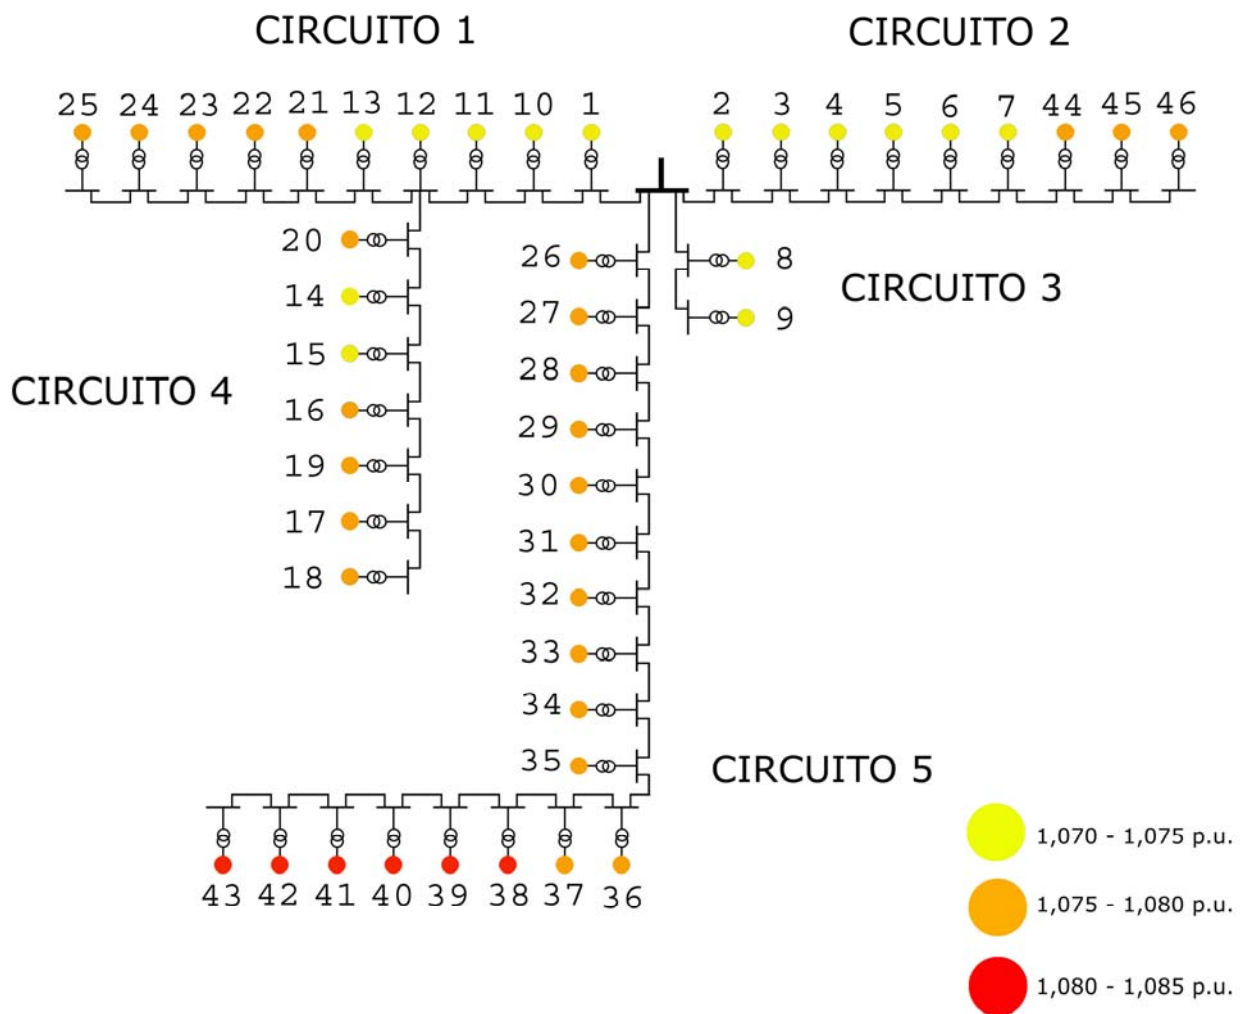 CIRCUITO 1 CIRCUITO 2
25 24 23 22 21 13 12 11 10 1 2 3 4 5 6 7 44 45 46
20
26 8
14
CIRCUITO 3
27 9
15
28
CIRCUITO 4
16
29
19
30
17
31
18
32
33
34
35
CIRCUITO 5
1,070 - 1,075 p.u.
43 42 41 40 39 38 37 36
1,075 - 1,080 p.u.
1,080 - 1,085 p.u.